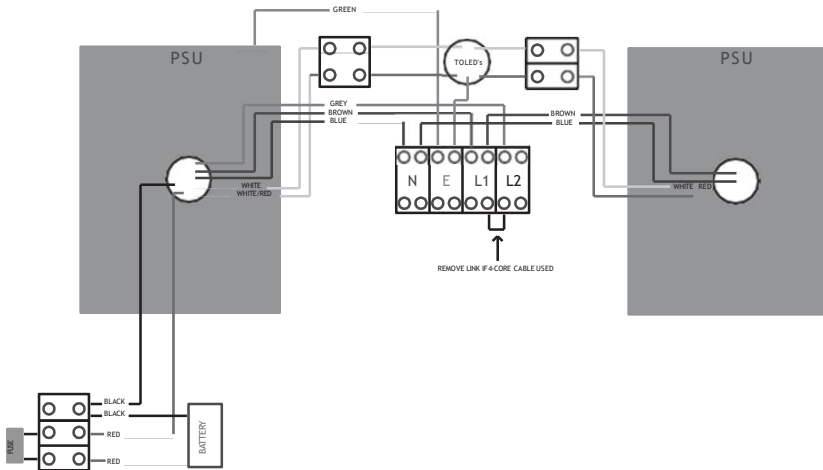 GREEN
PSU
TOLED's
PSU
GREY
BROWN
BLUE
BROWN
BLUE
N E L1 L2
WHITE
WHITE/RED
WHITE RED
REMOVE LINK IF 4-CORE CABLE USED
BLACK
BLACK
RED
RED
FUSE
BATTERY